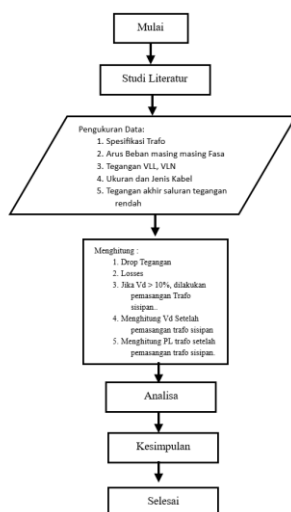 Mulai
Studi Literatur
Pengukuran Data:
1. Spesifikasi Trafo
2. Arus Beban masing masing Fasa
3. Tegangan VLL, VLN
4. Ukuran dan Jenis Kabel
5. Tegangan akhir saluran tegangan
rendah
Menghitung :
1. Drop Tegangan
2. Losses
3. Jika Vd > 10%, dilakukan
pemasangan Trafo
sisipan..
4. Menghitung Vd Setelah
pemasangan trafo sisipan
5. Menghitung PL trafo setelah
pemasangan trafo sisipan.
Analisa
Kesimpulan
Selesai